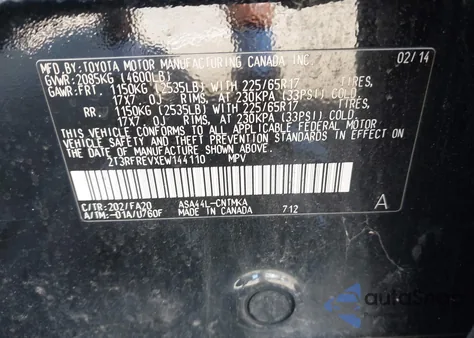 MFD. BY: TOYOTA MOTOR MANUFACTURING CANADA INC. 02/14
GVWR: 2085KG (4600LB)
GAWR: FRT. 1150KG (2535LB) WITH 225/65R17 TIRES,
17X7.0J RIMS, AT 230KPA (33PSI) COLD.
RR. 1150KG (2535LB) WITH 225/65R17 TIRES,
17X7.0J RIMS, AT 230KPA (33PSI) COLD.
THIS VEHICLE CONFORMS TO ALL APPLICABLE FEDERAL MOTOR
VEHICLE SAFETY STANDARDS IN EFFECT ON
THE DATE OF MANUFACTURE SHOWN ABOVE.
2T3RFREVXEW144110 MPV
C/TR:202/FA20 ASA44L-CNTMKA
A/TM:-01A/U760F MADE IN CANADA 712 A